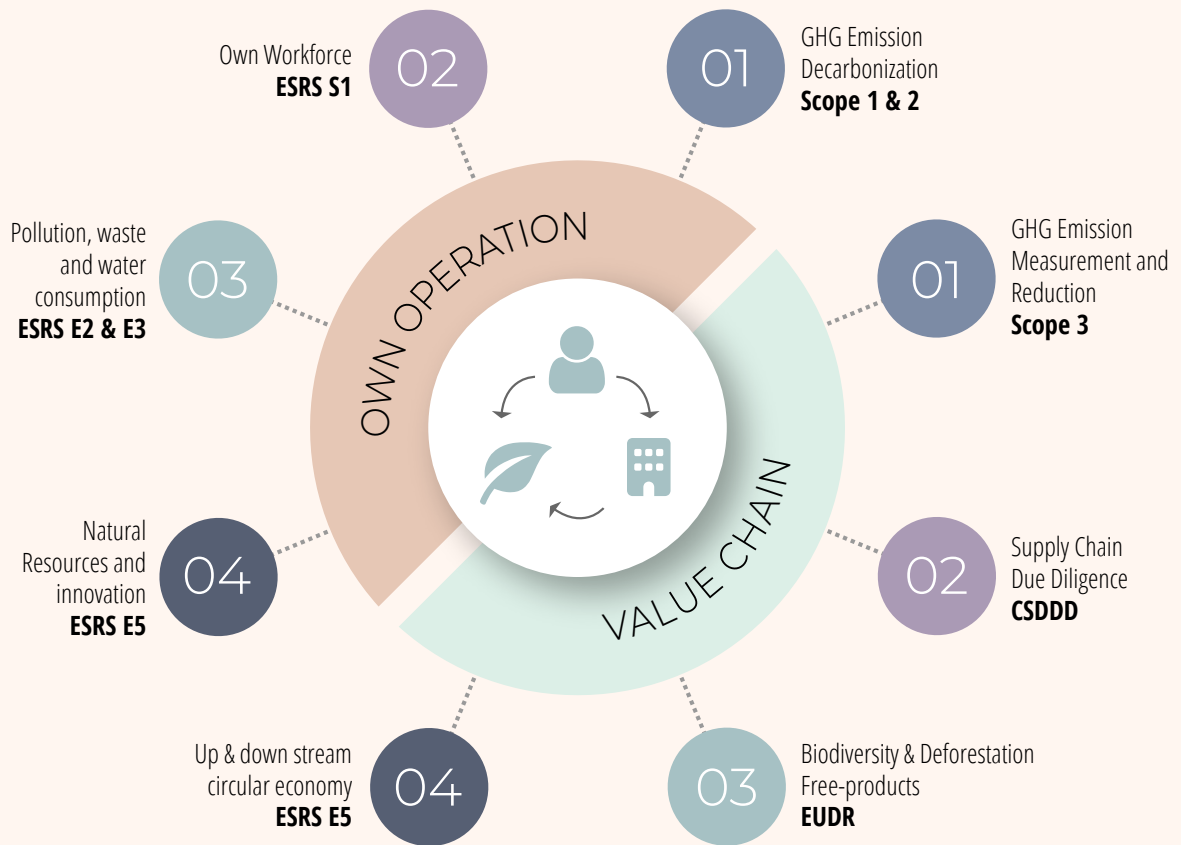 02
Own Workforce
ESRS S1
01
GHG Emission
Decarbonization
Scope 1 & 2
03
Pollution, waste
and water
consumption
ESRS E2 & E3
01
GHG Emission
Measurement and
Reduction
Scope 3
OWN OPERATION
VALUE CHAIN
04
Natural
Resources and
innovation
ESRS E5
02
Supply Chain
Due Diligence
CSDDD
04
Up & down stream
circular economy
ESRS E5
03
Biodiversity & Deforestation
Free-products
EUDR